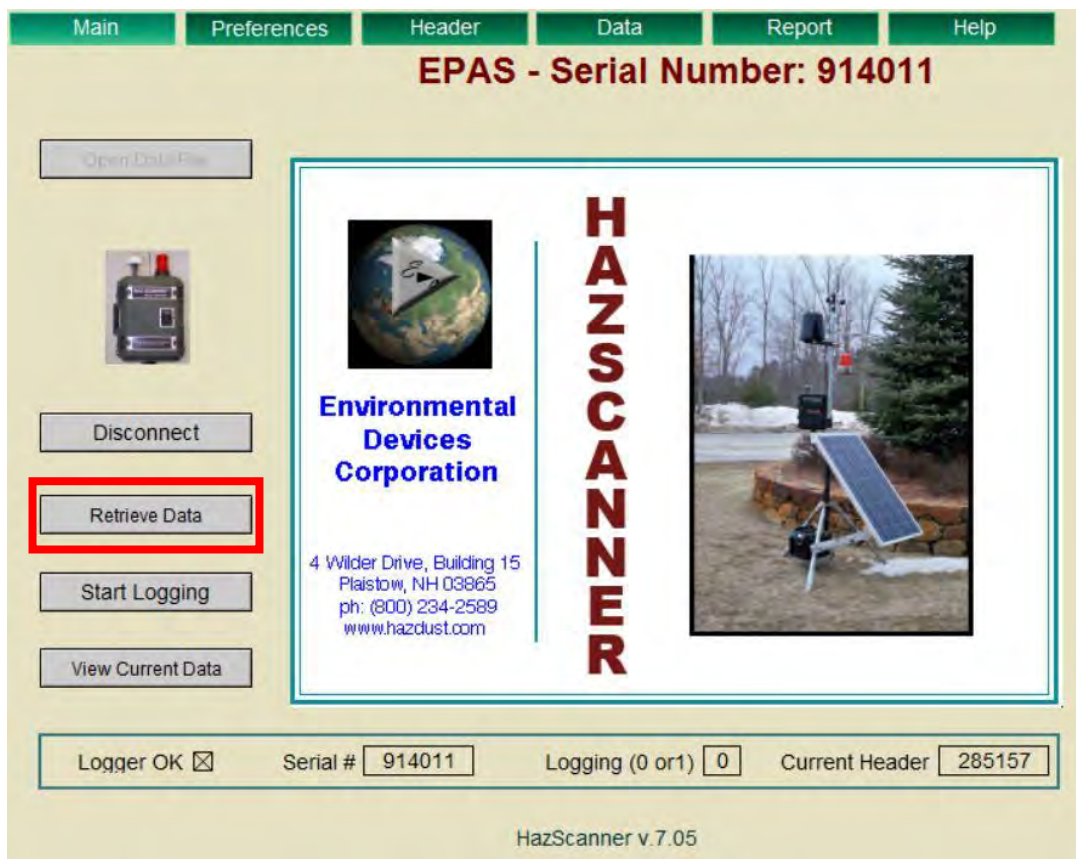 Main Preferences Header Data Report Help
EPAS - Serial Number: 914011
Open Data File
HAZSCANNER
Environmental
Devices
Corporation
4 Wilder Drive, Building 15
Plaistow, NH 03865
ph: (800) 234-2589
www.hazdust.com
Disconnect
Retrieve Data
Start Logging
View Current Data
Logger OK Serial # 914011 Logging (0 or1) 0 Current Header 285157
HazScanner v.7.05